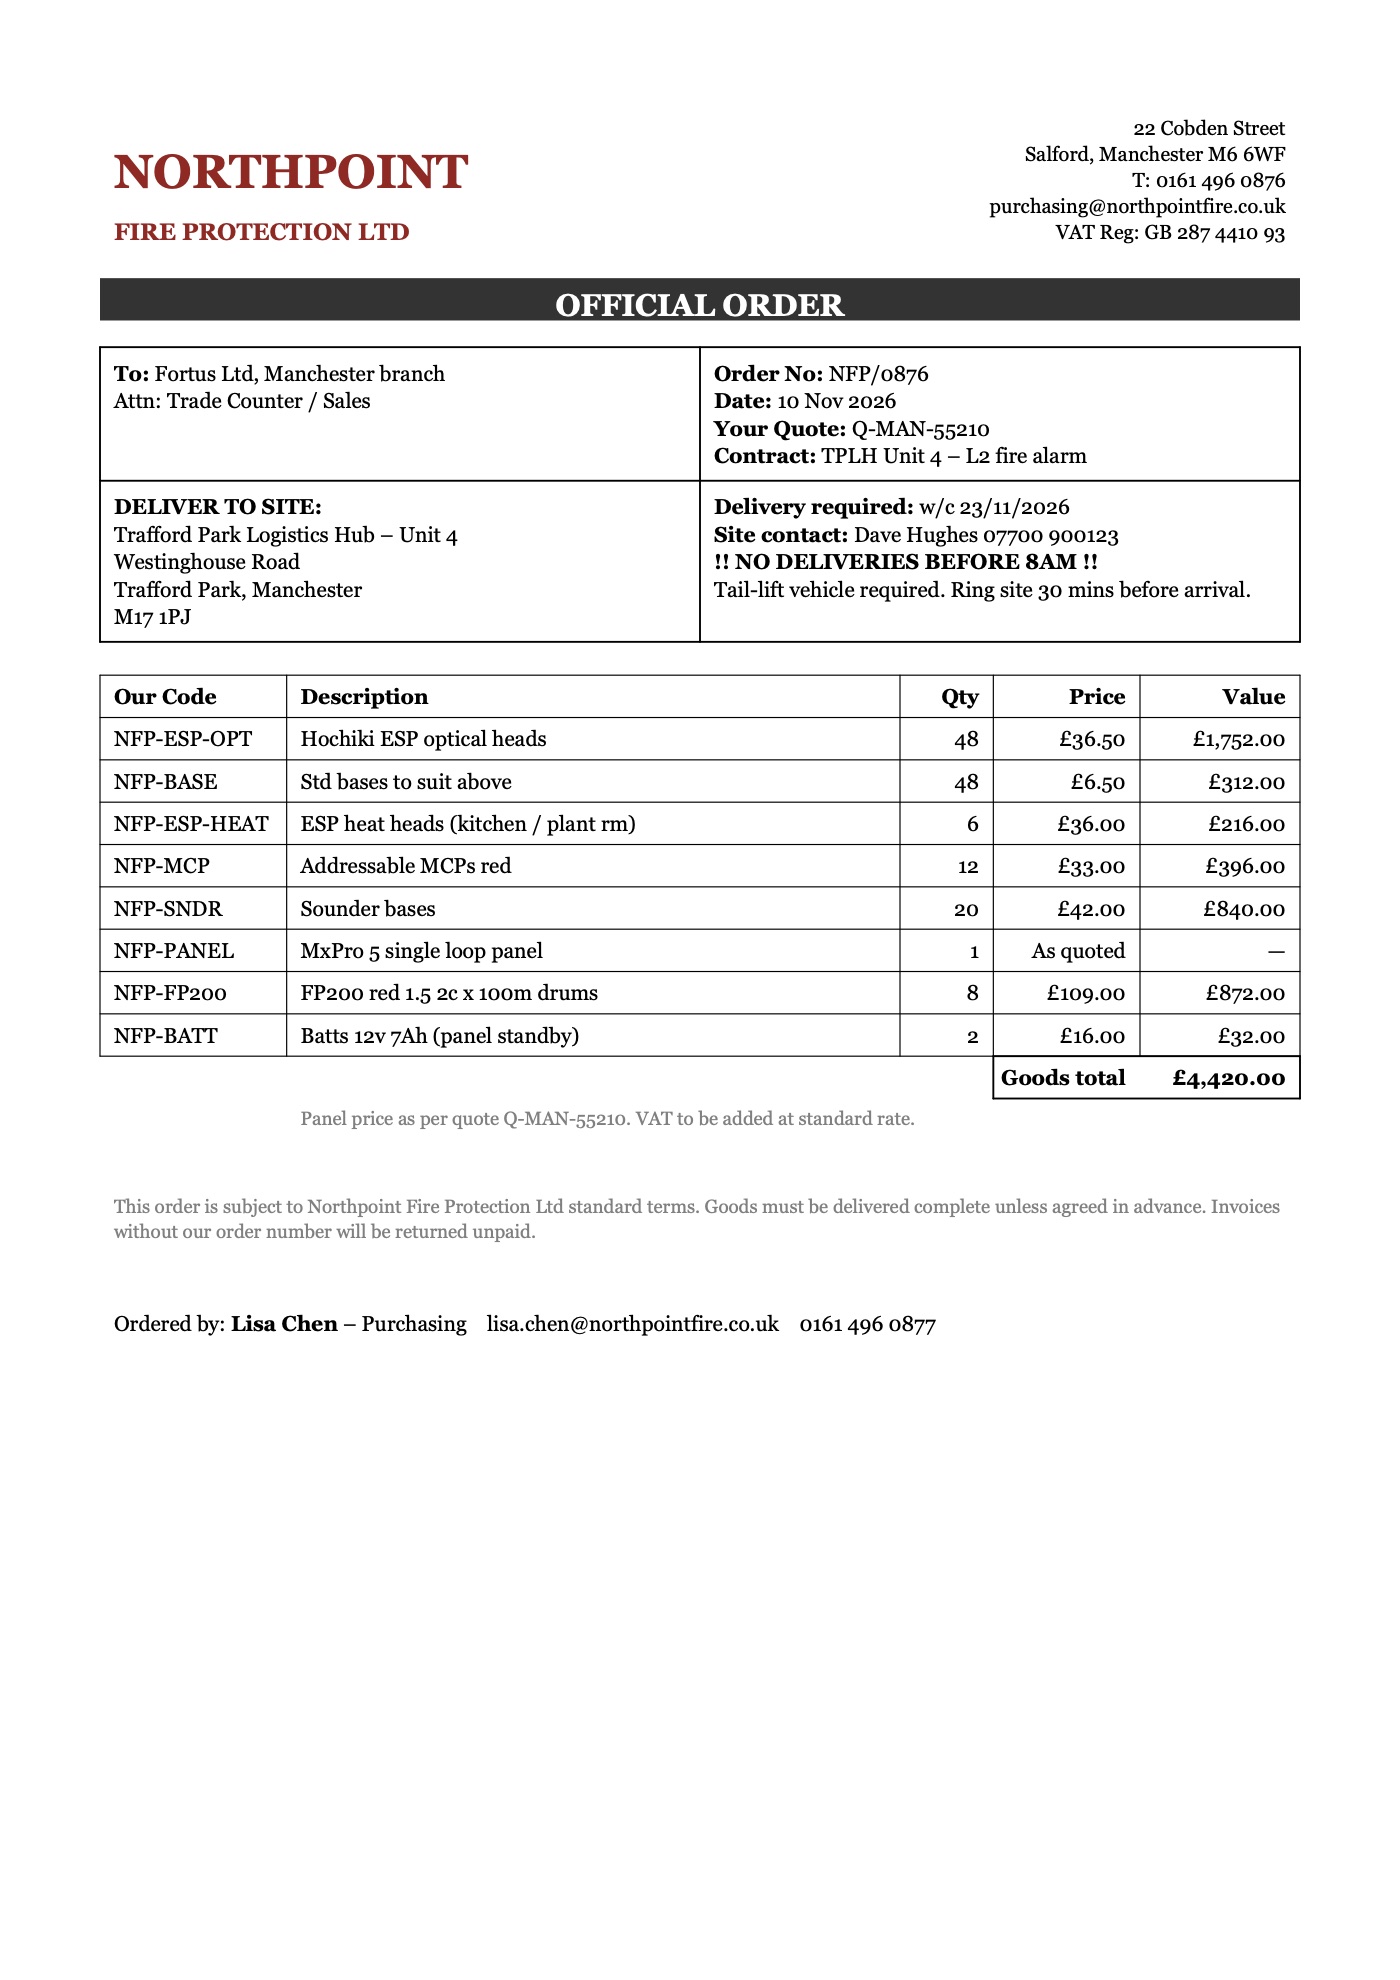 NORTHPOINT
FIRE PROTECTION LTD
22 Cobden Street
Salford, Manchester M6 6WF
T: 0161 496 0876
purchasing@northpointfire.co.uk
VAT Reg: GB 287 4410 93
OFFICIAL ORDER
To: Fortus Ltd, Manchester branch
Attn: Trade Counter / Sales
Order No: NFP/0876
Date: 10 Nov 2026
Your Quote: Q-MAN-55210
Contract: TPLH Unit 4 – L2 fire alarm
DELIVER TO SITE:
Trafford Park Logistics Hub – Unit 4
Westinghouse Road
Trafford Park, Manchester
M17 1PJ
Delivery required: w/c 23/11/2026
Site contact: Dave Hughes 07700 900123
!! NO DELIVERIES BEFORE 8AM !!
Tail-lift vehicle required. Ring site 30 mins before arrival.
Our Code Description Qty Price Value
NFP-ESP-OPT Hochiki ESP optical heads 48 £36.50 £1,752.00
NFP-BASE Std bases to suit above 48 £6.50 £312.00
NFP-ESP-HEAT ESP heat heads (kitchen / plant rm) 6 £36.00 £216.00
NFP-MCP Addressable MCPs red 12 £33.00 £396.00
NFP-SNDR Sounder bases 20 £42.00 £840.00
NFP-PANEL MxPro 5 single loop panel 1 As quoted —
NFP-FP200 FP200 red 1.5 2c x 100m drums 8 £109.00 £872.00
NFP-BATT Batts 12v 7Ah (panel standby) 2 £16.00 £32.00
Goods total £4,420.00
Panel price as per quote Q-MAN-55210. VAT to be added at standard rate.
This order is subject to Northpoint Fire Protection Ltd standard terms. Goods must be delivered complete unless agreed in advance. Invoices
without our order number will be returned unpaid.
Ordered by: Lisa Chen – Purchasing lisa.chen@northpointfire.co.uk 0161 496 0877